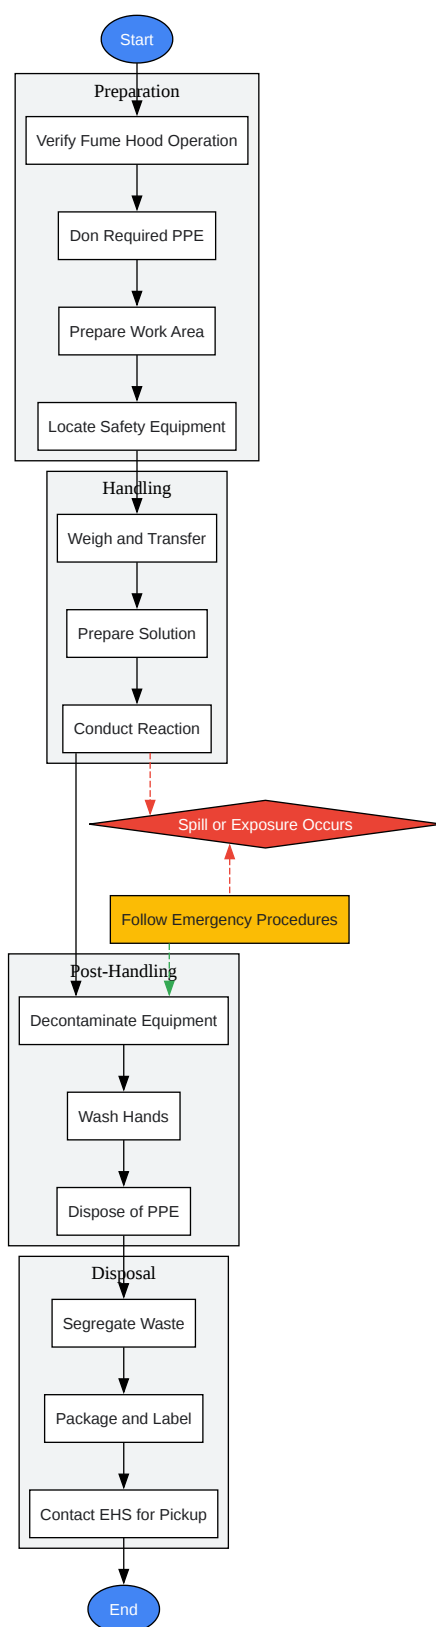 Start
Preparation
Verify Fume Hood Operation
Don Required PPE
Prepare Work Area
Locate Safety Equipment
Handling
Weigh and Transfer
Prepare Solution
Conduct Reaction
Spill or Exposure Occurs
Follow Emergency Procedures
Post-Handling
Decontaminate Equipment
Wash Hands
Dispose of PPE
Disposal
Segregate Waste
Package and Label
Contact EHS for Pickup
End